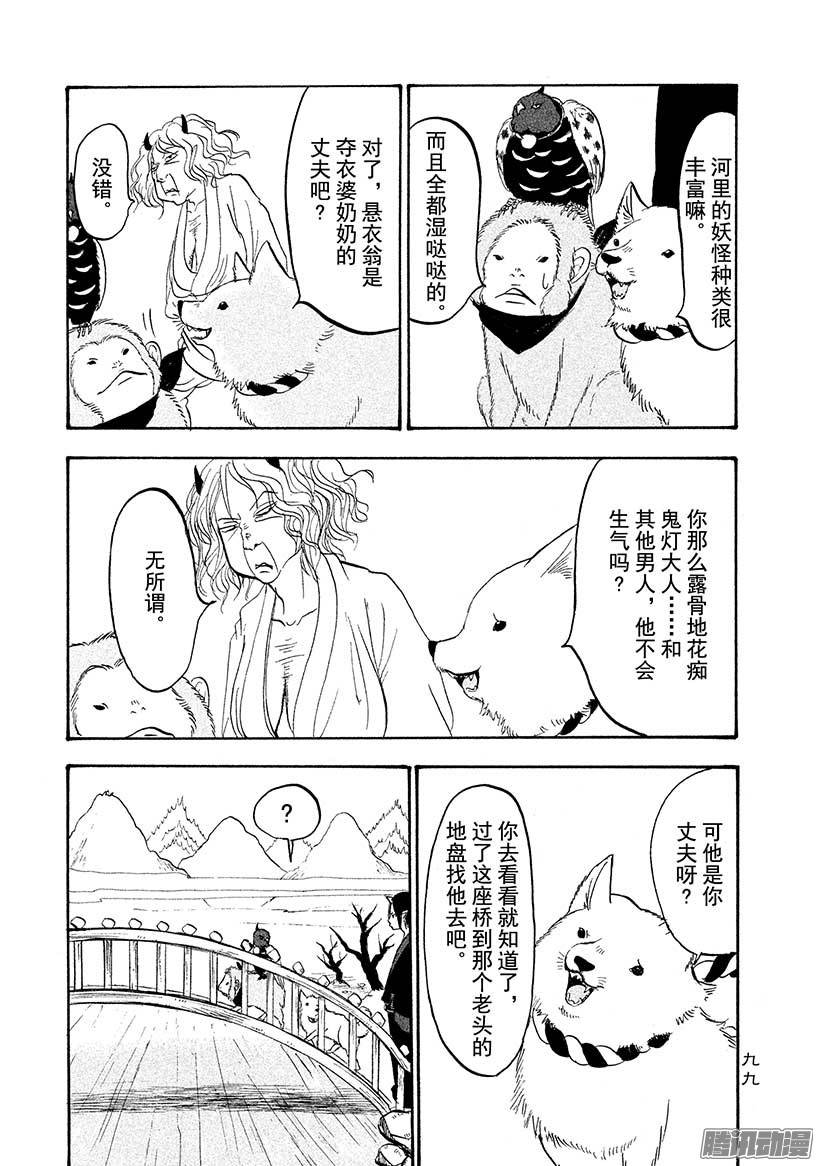 河里的妖怪种类很
丰富嘛。
而且全都湿哒哒的。
对了，悬衣翁是
夺衣婆奶奶的
丈夫吧？
没错。
你那么露骨地花痴
鬼灯大人……和
其他男人，他不会
生气吗？
无所谓。
可他是你
丈夫呀？
你去看看就知道了，
过了这座桥到那个老头的
地盘找他去吧。
？
九九
腾讯动漫